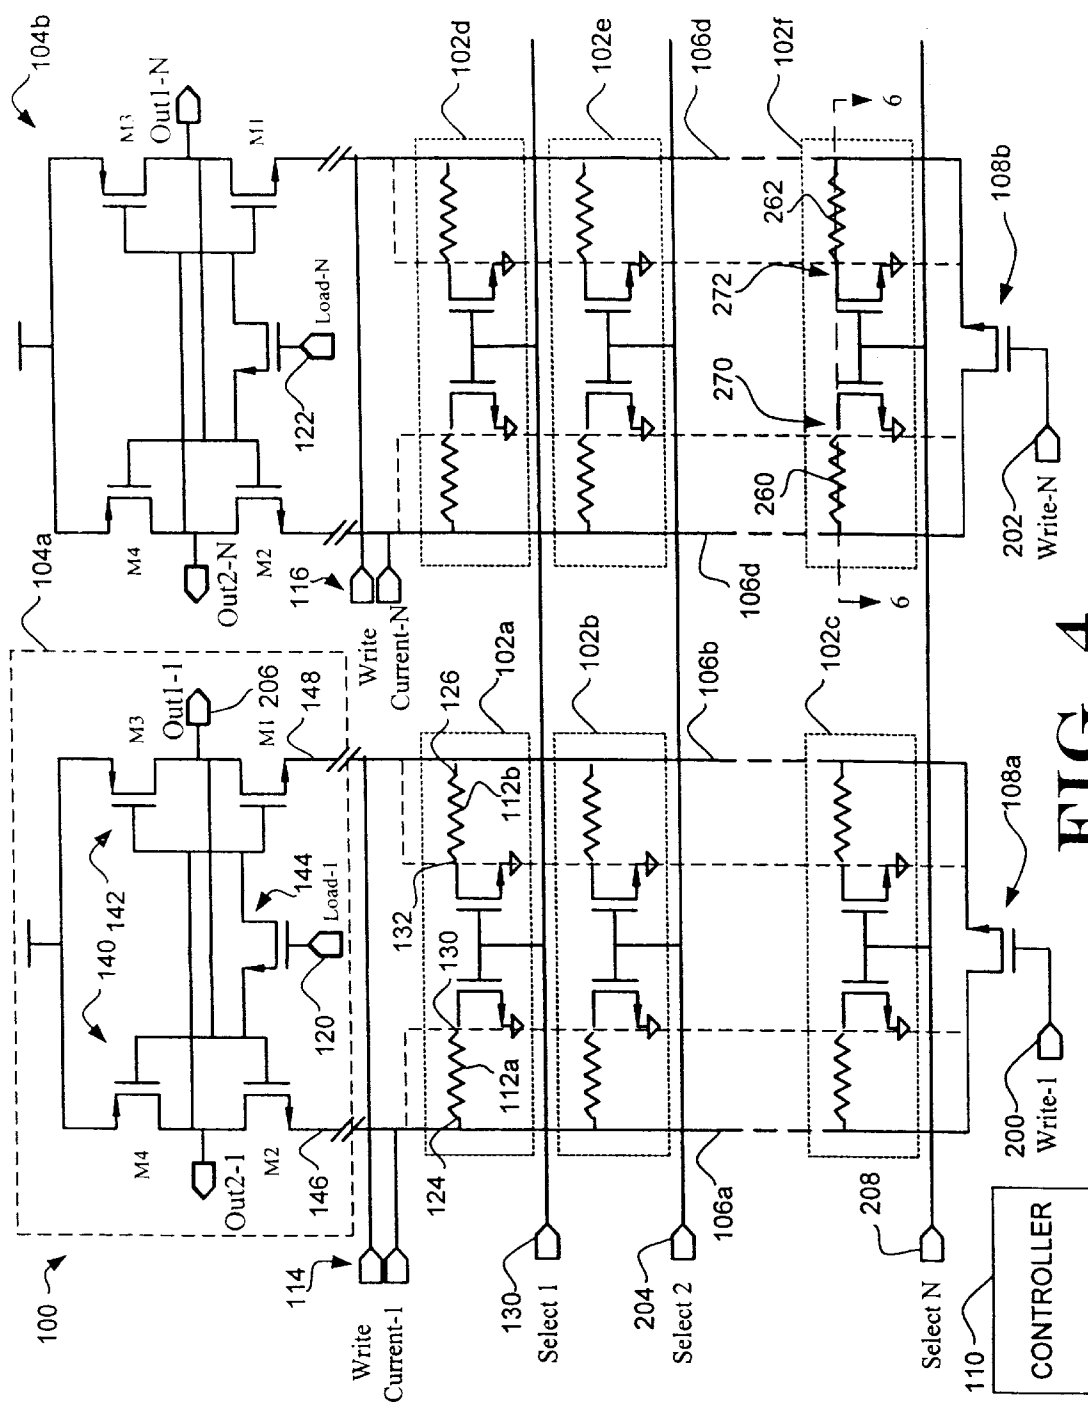 100
104a
104b
140
142
144
M4
M3
M4
M3
Out2-1
Out1-1
206
Out2-N
Out1-N
M2
M1
M2
M1
146
120
Load-1
148
122
Load-N
114
Write
Current-1
116
Write
Current-N
124
112a
130
132
112b
126
102a
102d
130
Select 1
102b
102e
204
Select 2
106a
106b
106d
106d
102c
102f
260
270
272
262
6
6
208
Select N
200
Write-1
108a
202
Write-N
108b
110
CONTROLLER
FIG 4